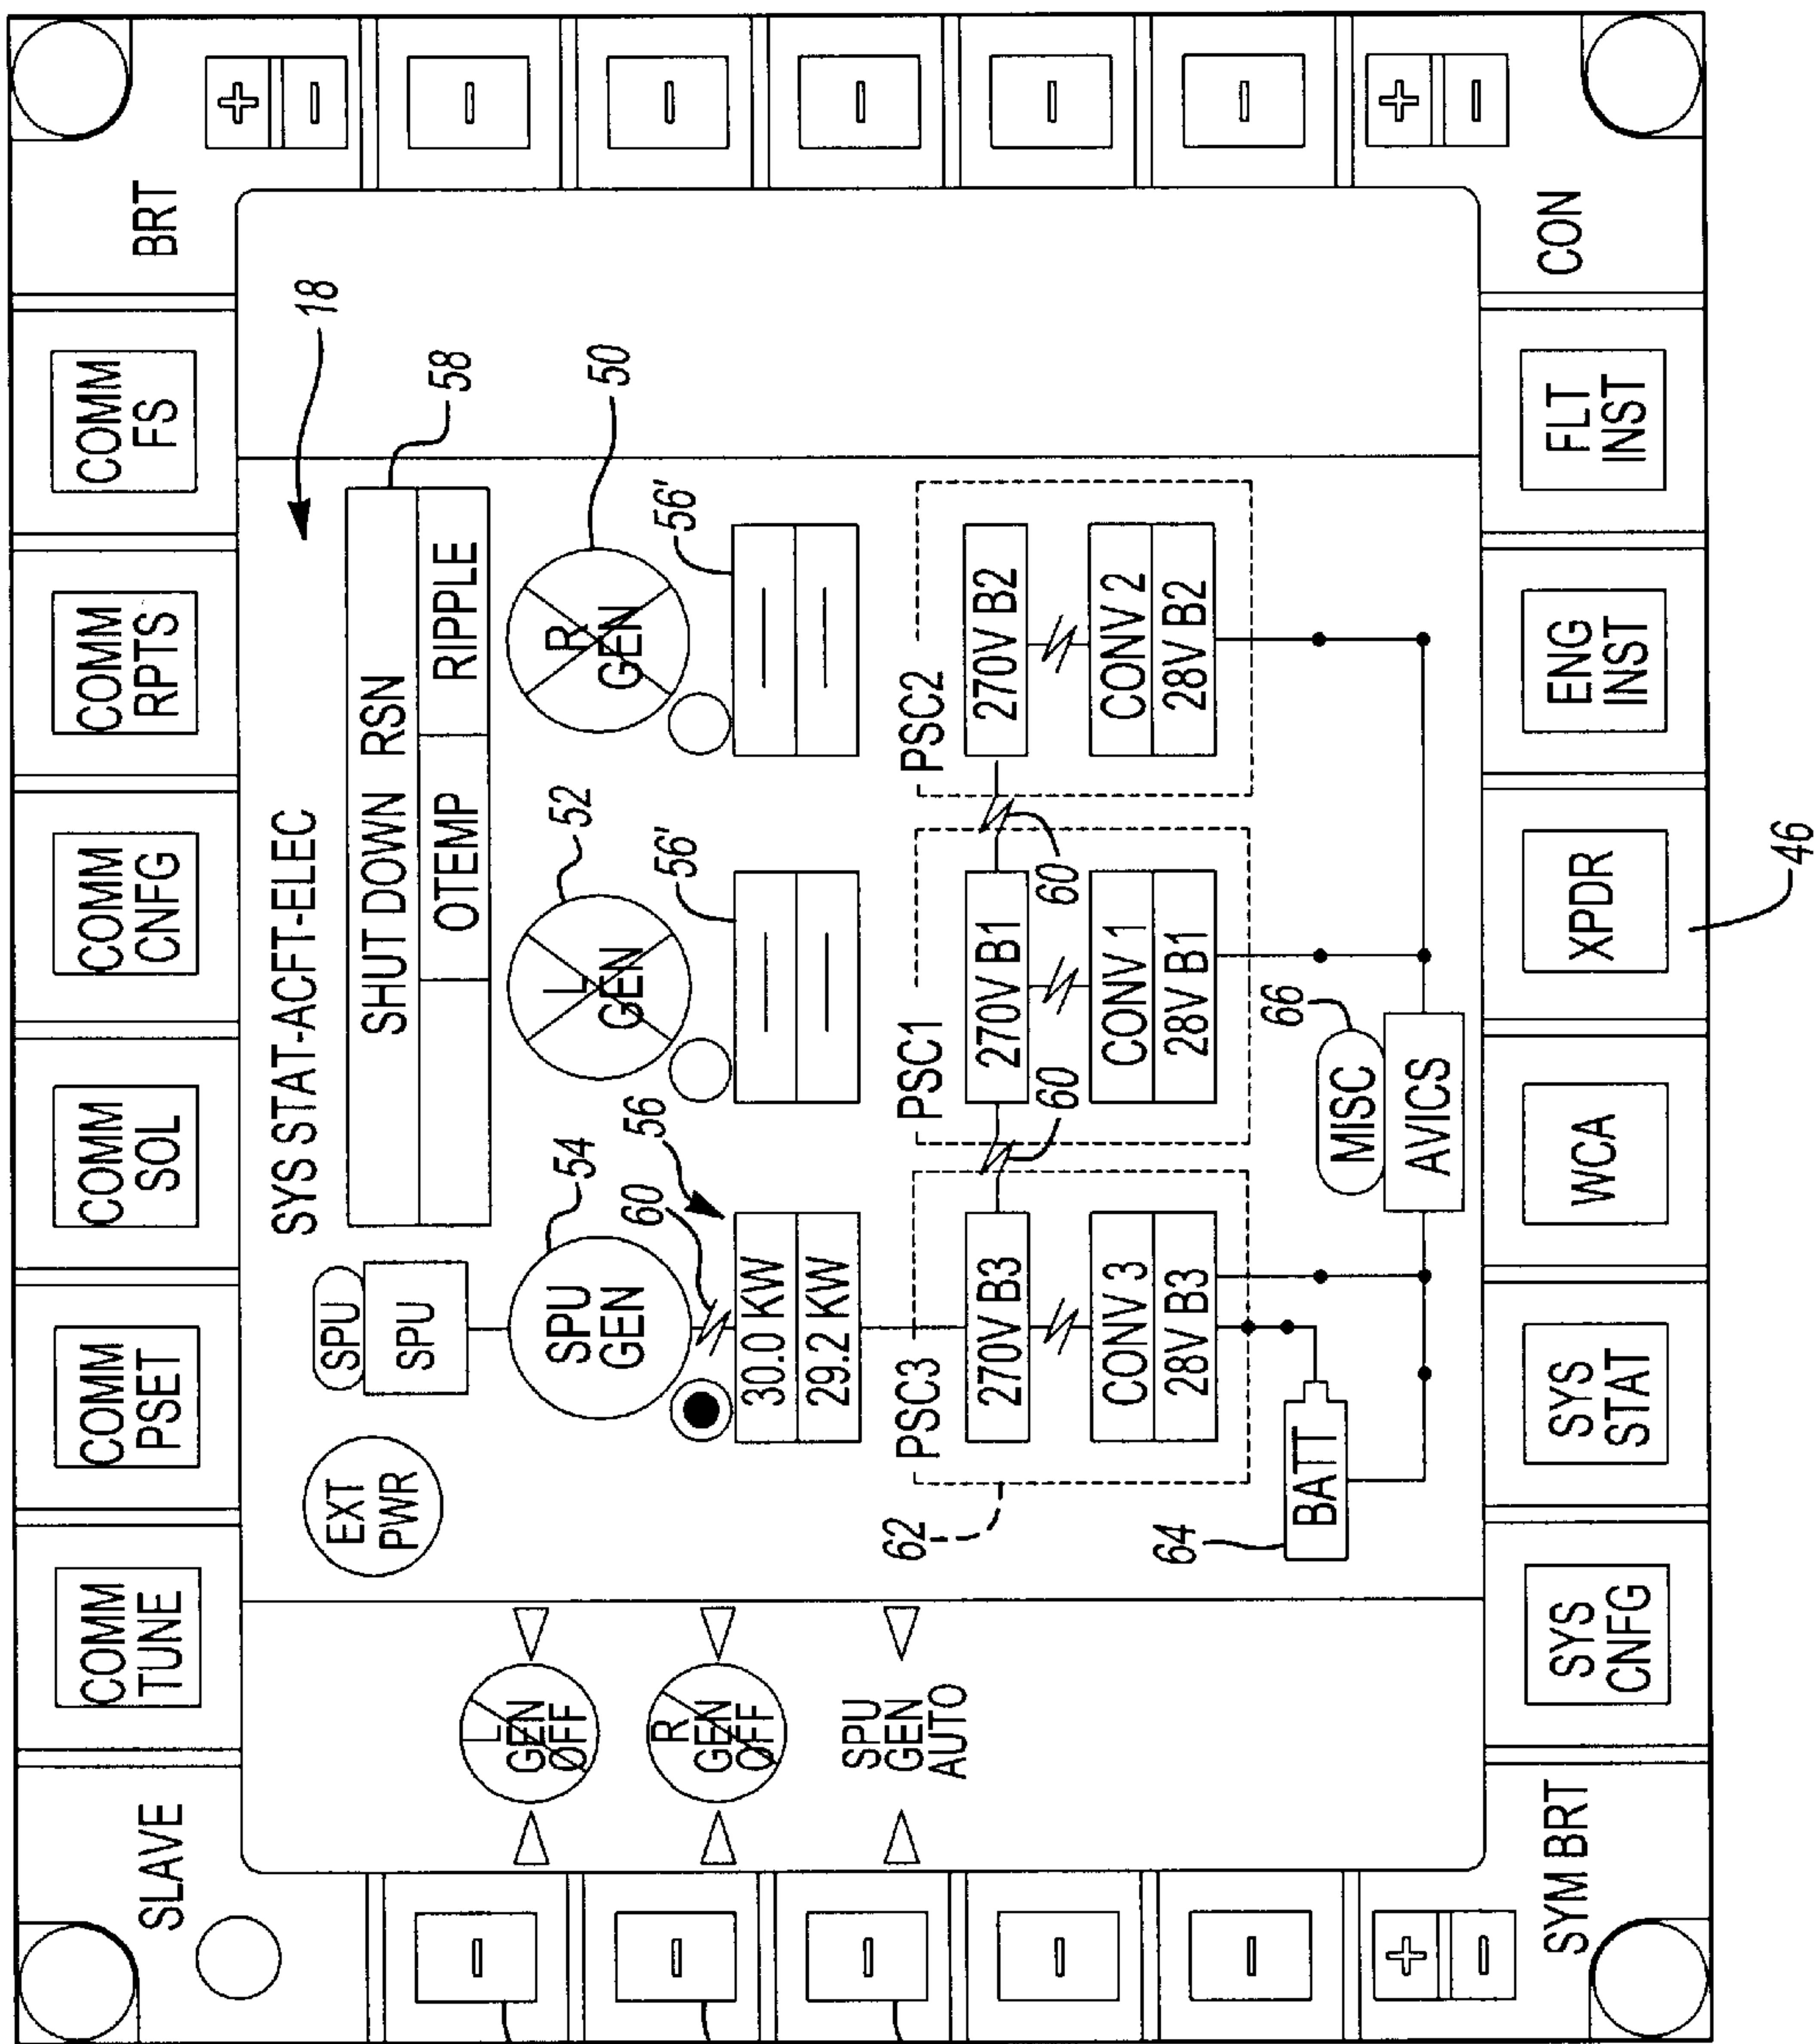 SLAVE
COMM
TUNE
COMM
PSET
COMM
SOL
COMM
CNFG
COMM
RPTS
COMM
FS
BRT
+
−
SYS STAT-ACFT-ELEC
18
EXT
PWR
SPU
SPU
SHUT DOWN RSN
OTEMP
RIPPLE
58
L
GEN
OFF
R
GEN
OFF
SPU
GEN
AUTO
SPU
GEN
54
L
GEN
52
R
GEN
50
60
56
56'
56'
30.0 KW
29.2 KW
PSC3
PSC1
PSC2
62
270V B3
60
270V B1
60
270V B2
CONV 3
28V B3
CONV 1
28V B1
CONV 2
28V B2
64
BATT
MISC
66
AVICS
+
−
+
−
SYM BRT
SYS
CNFG
SYS
STAT
WCA
XPDR
ENG
INST
FLT
INST
CON
46